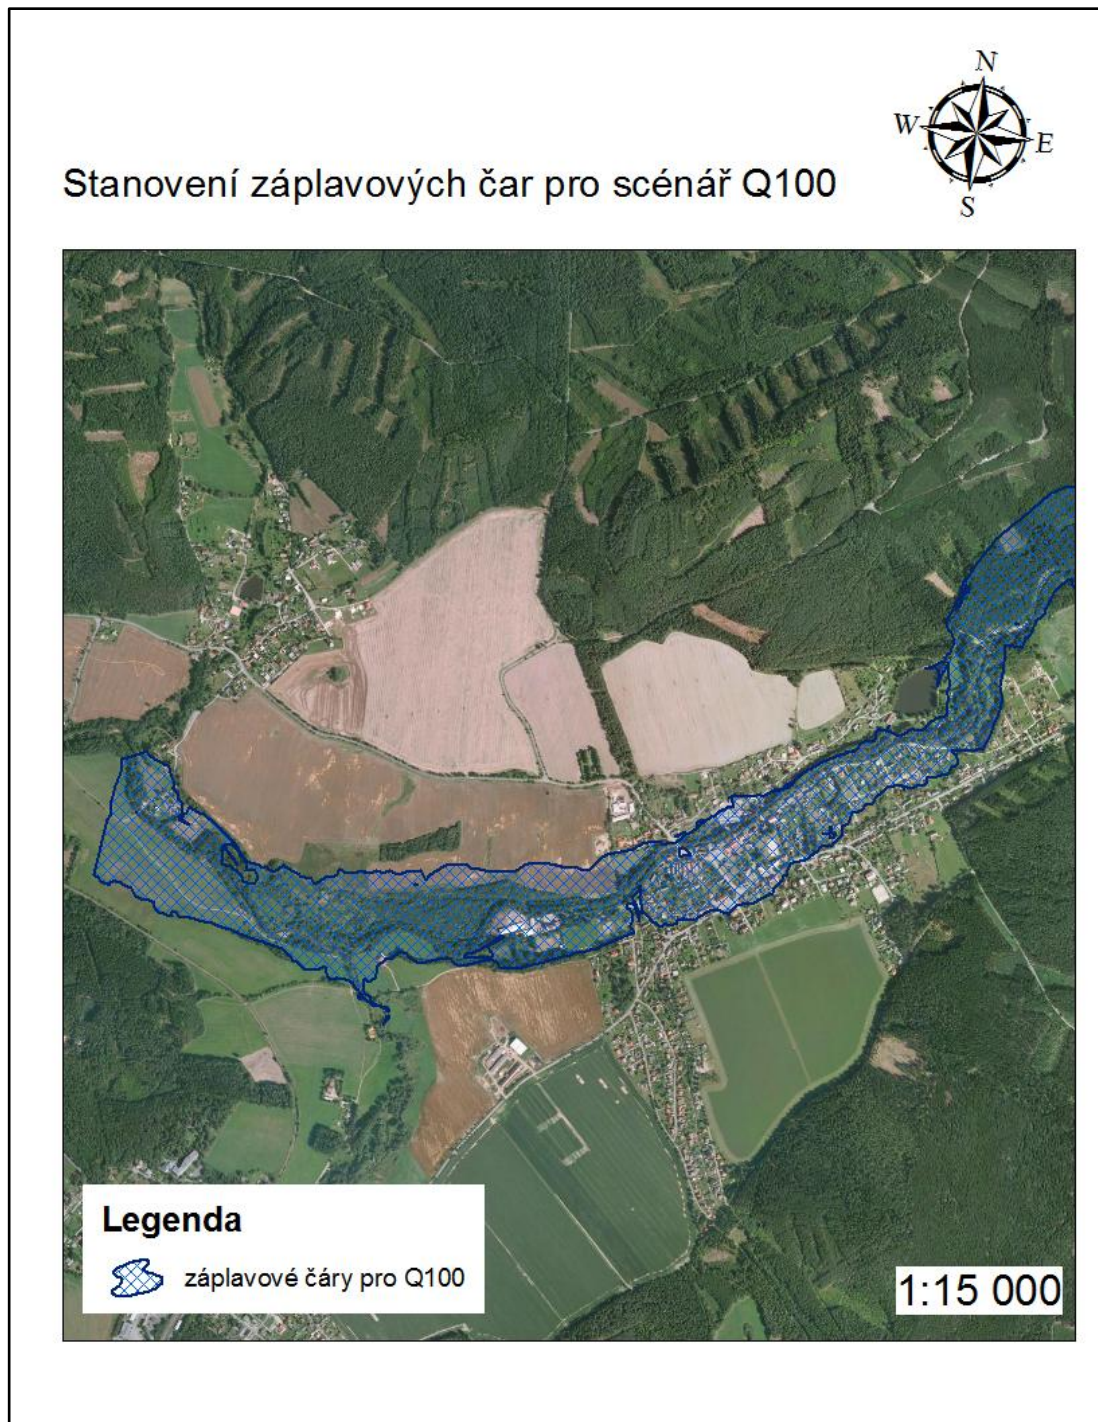 N
W
E
S
Stanovení záplavových čar pro scénář Q100
Legenda
záplavové čáry pro Q100
1:15 000